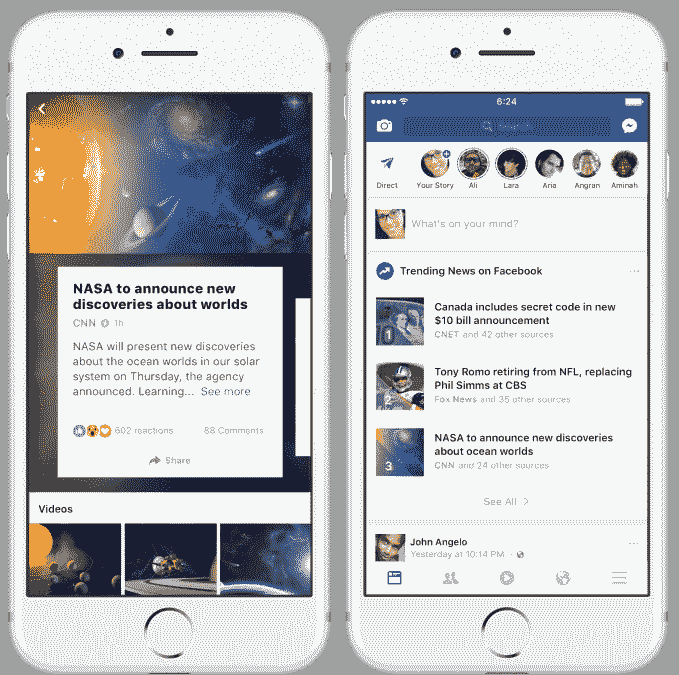 NASA to announce new
discoveries about worlds
CNN 1h
NASA will present new discoveries
about the ocean worlds in our solar
system on Thursday, the agency
announced. Learning... See more
602 reactions
88 Comments
Share
Videos
6:24
Search
Direct
Your Story
Ali
Lara
Aria
Angran
Aminah
What's on your mind?
Trending News on Facebook
1
Canada includes secret code in new
$10 bill announcement
CNET and 42 other sources
Tony Romo retiring from NFL, replacing
Phil Simms at CBS
Fox News and 35 other sources
3
NASA to announce new discoveries
about ocean worlds
CNN and 24 other sources
See All
John Angelo
Yesterday at 10:14 PM ·